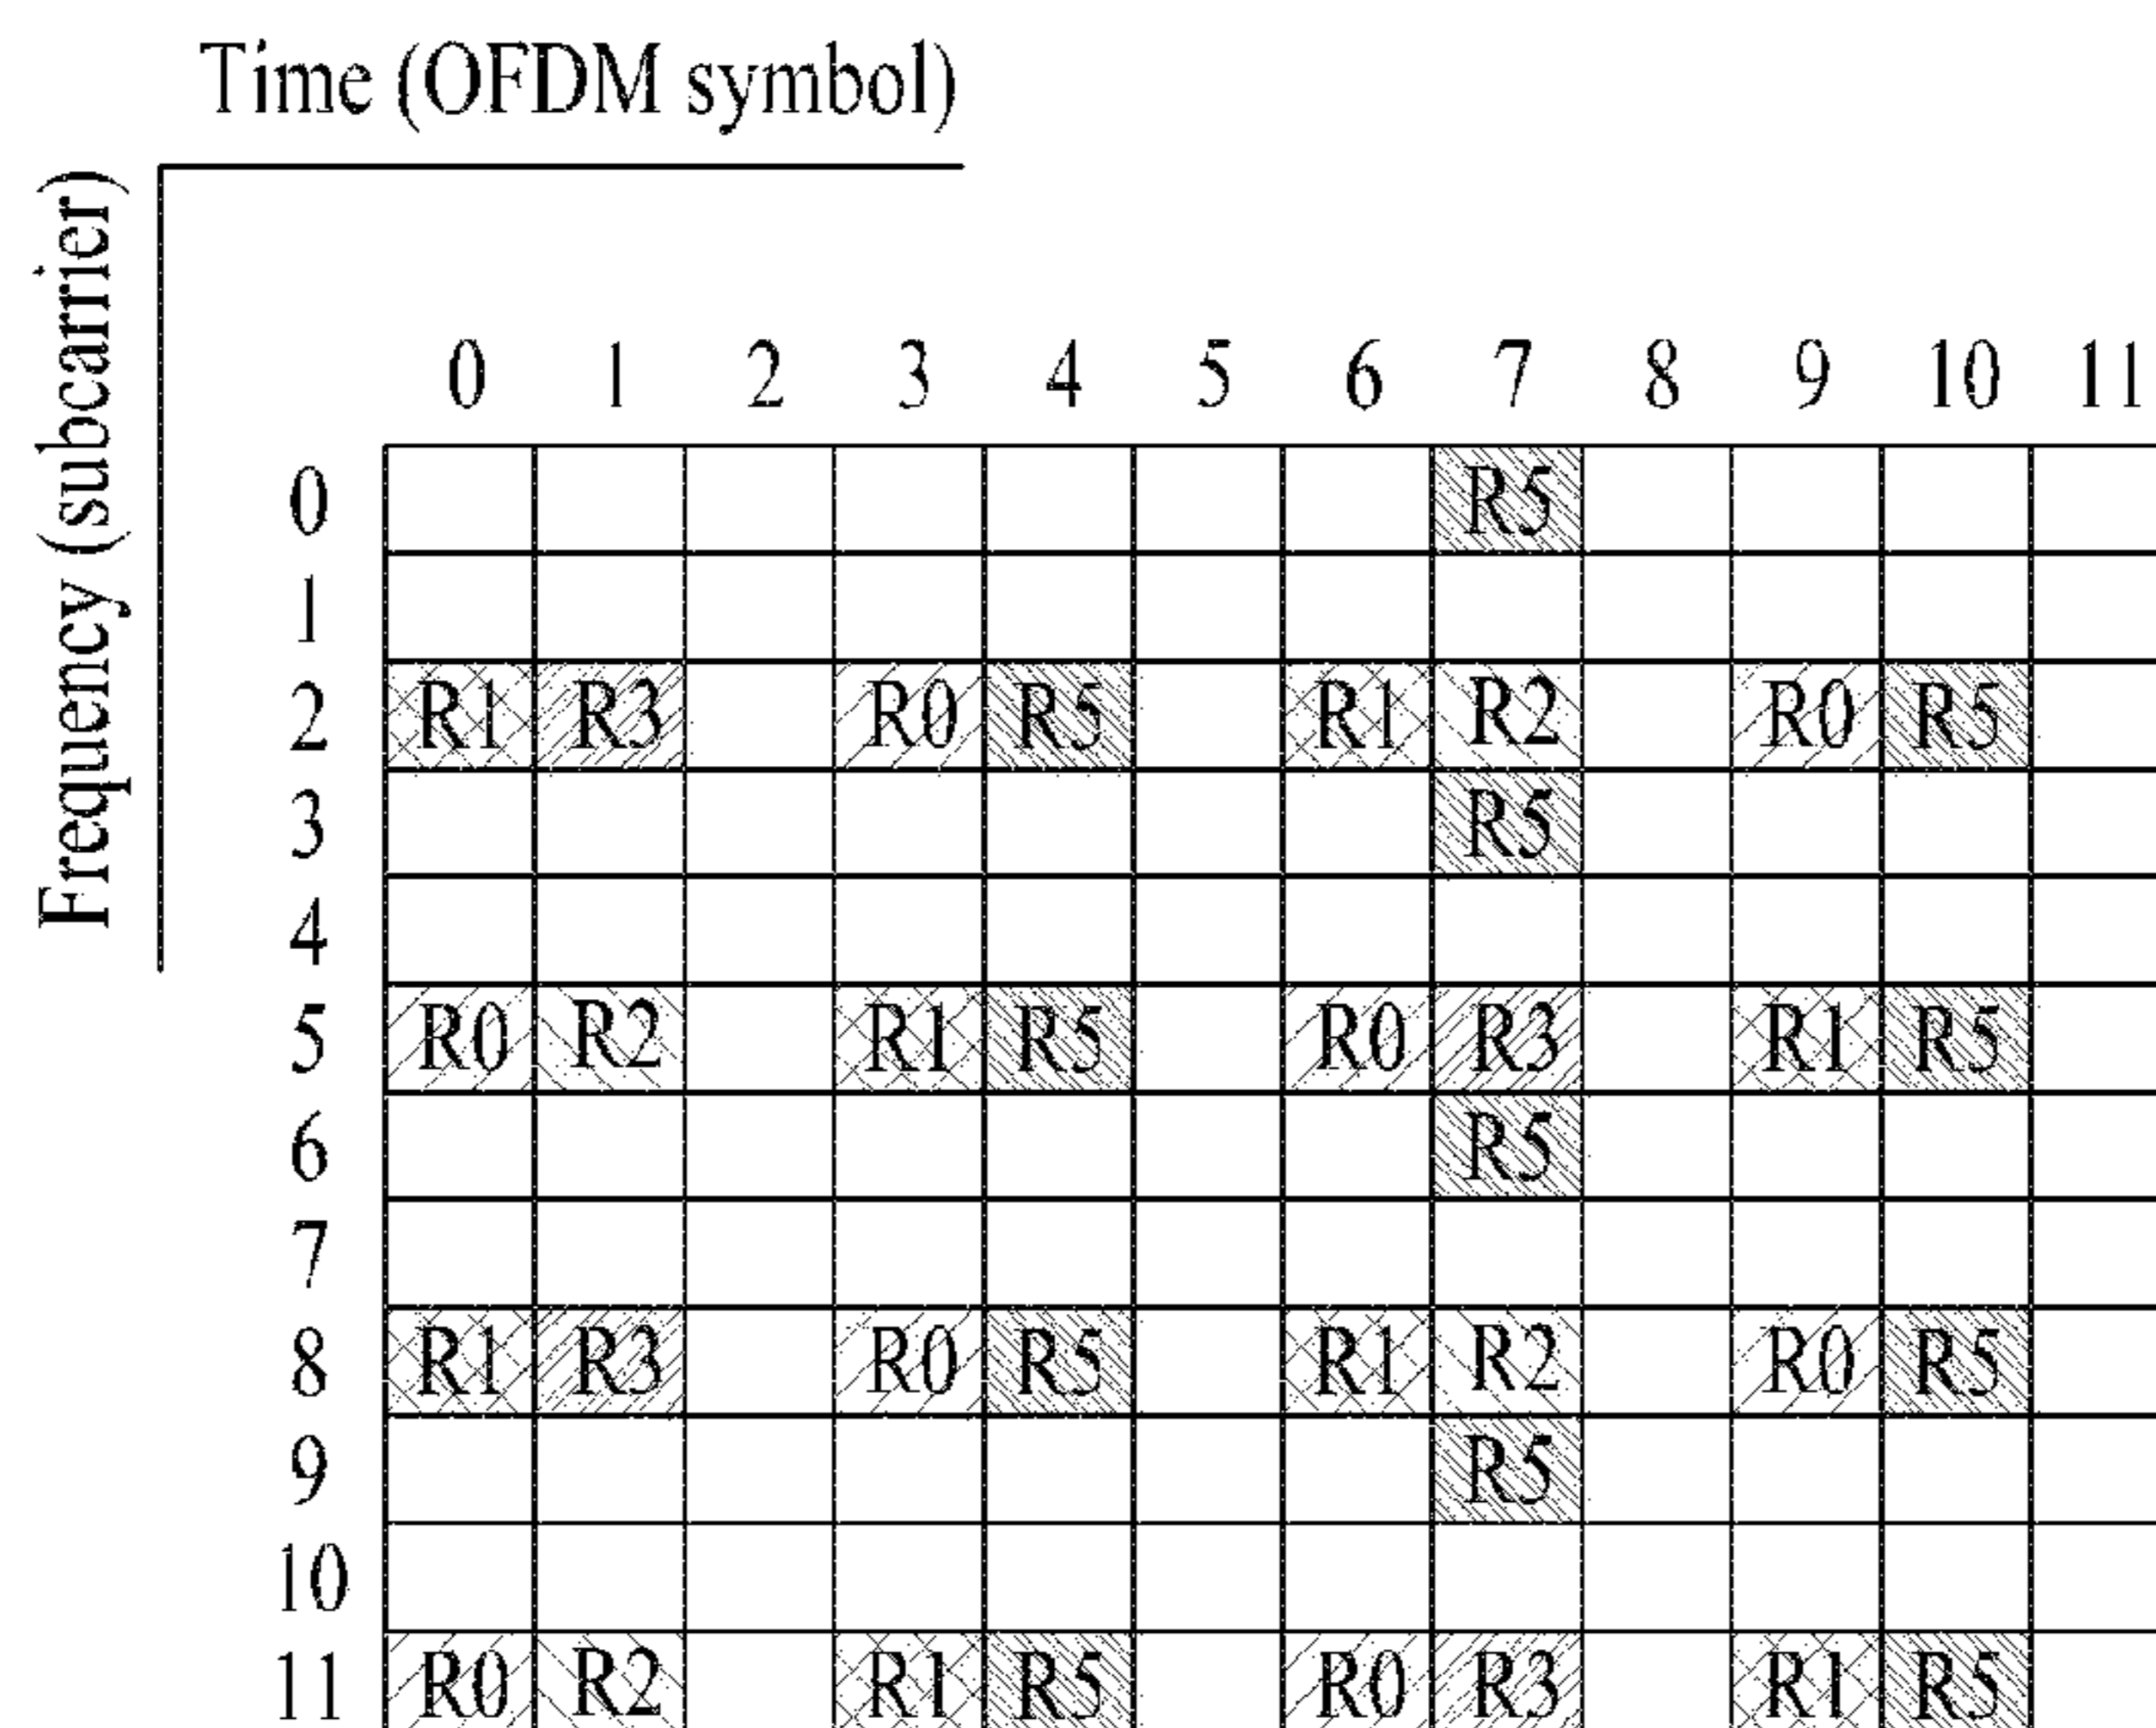 Time (OFDM symbol)
Frequency (subcarrier)
0 1 2 3 4 5 6 7 8 9 10 11
0 R5
1
2 R1 R3 R0 R5 R1 R2 R0 R5
3 R5
4
5 R0 R2 R1 R5 R0 R3 R1 R5
6 R5
7
8 R1 R3 R0 R5 R1 R2 R0 R5
9 R5
10
11 R0 R2 R1 R5 R0 R3 R1 R5